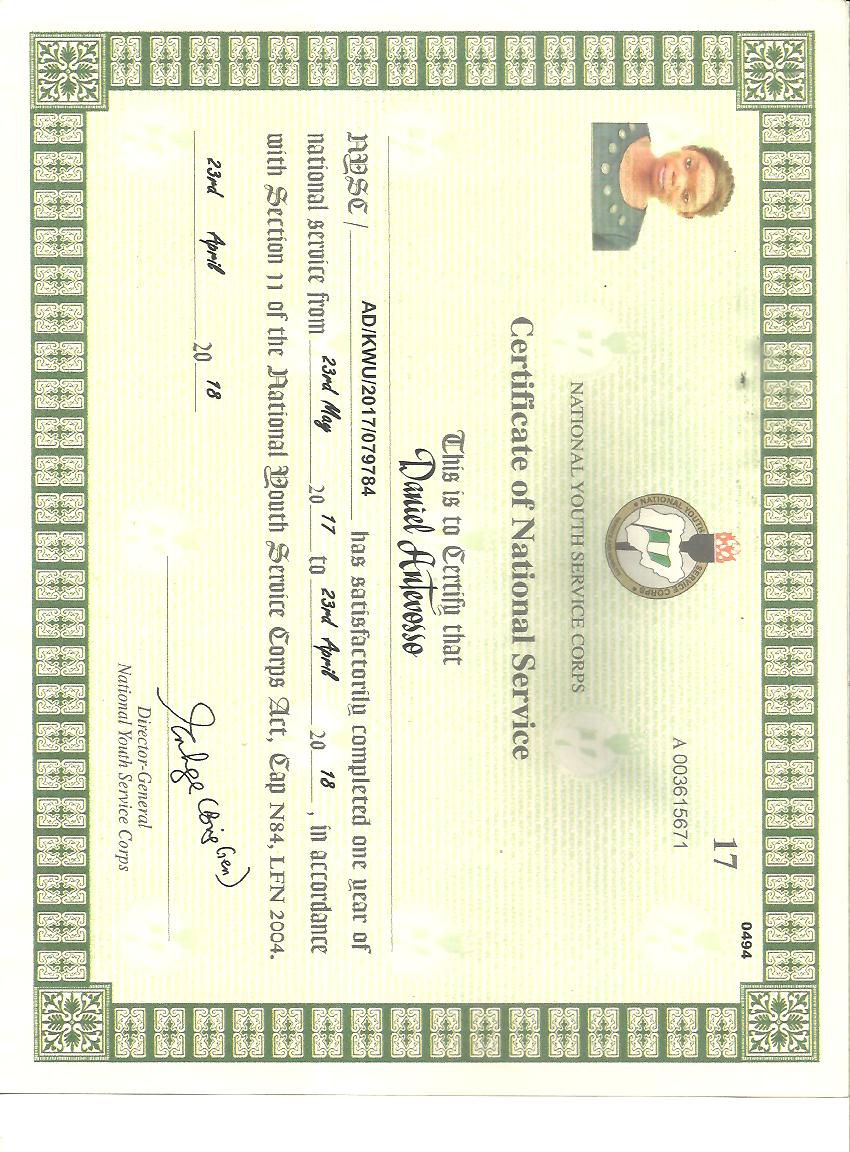 0494
17
A 003615671
NATIONAL YOUTH
SERVICE CORPS
NATIONAL YOUTH SERVICE CORPS
Certificate of National Service
This is to Certify that
Daniel Antevosso
NYSC / AD/KWU/2017/079784 has satisfactorily completed one year of
national service from 23rd May 20 17 to 23rd April 20 18 , in accordance
with Section 11 of the National Youth Service Corps Act, Cap N84, LFN 2004.
23rd April 20 18
(Brig Gen)
Director-General
National Youth Service Corps